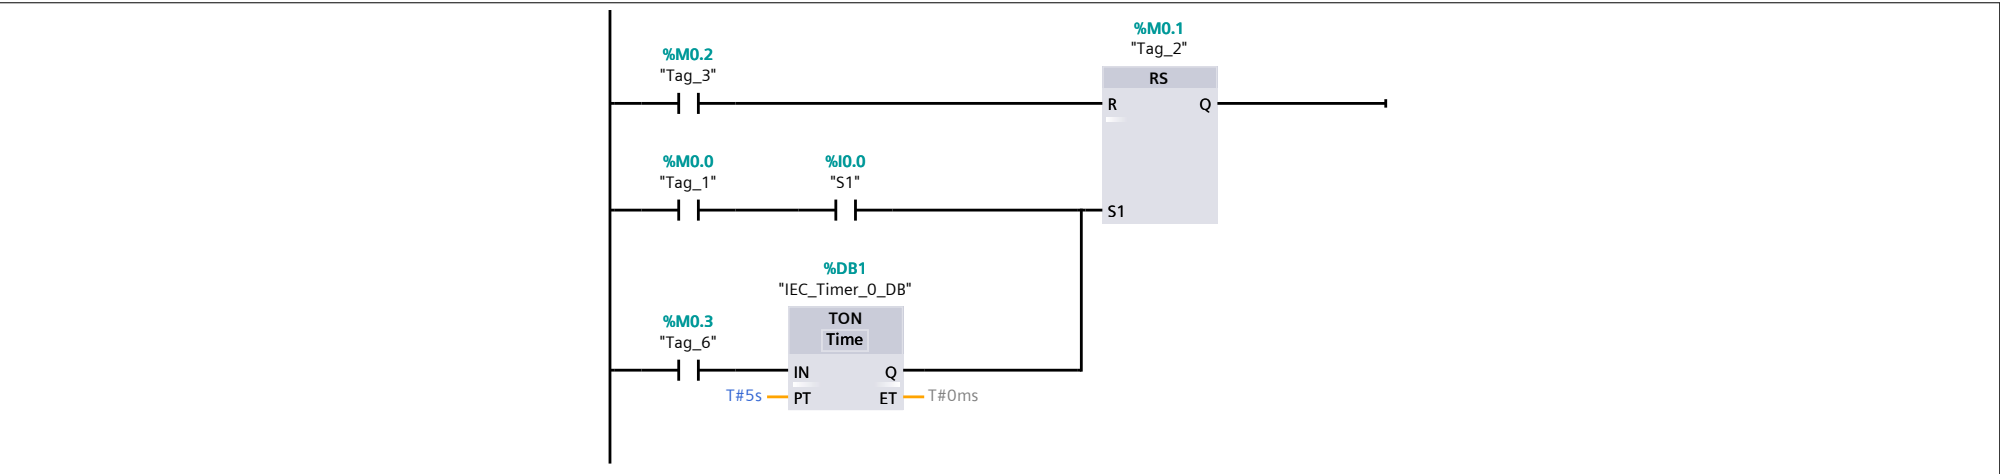 %M0.1
"Tag_2"
%M0.2
"Tag_3"
RS
R Q
%M0.0 %I0.0
"Tag_1" "S1"
S1
%DB1
"IEC_Timer_0_DB"
%M0.3
"Tag_6"
TON
Time
IN Q
T#5s PT ET T#0ms